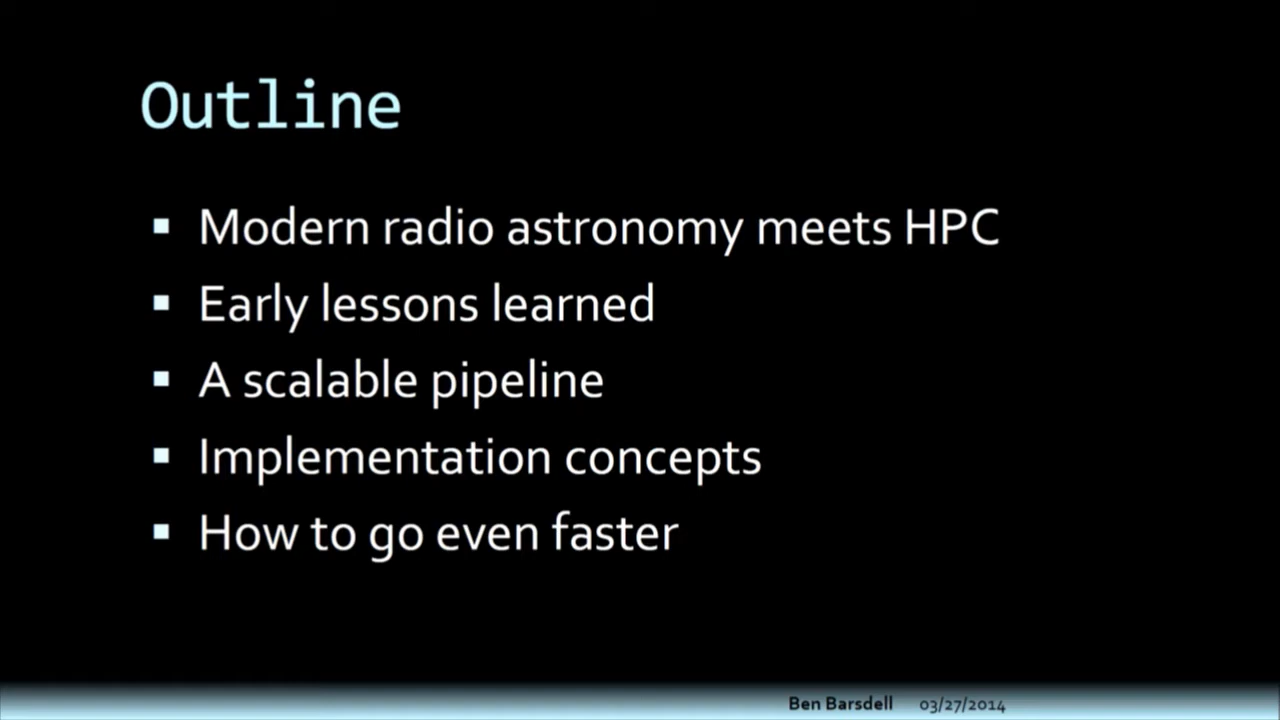 Outline
Modern radio astronomy meets HPC
Early lessons learned
A scalable pipeline
Implementation concepts
How to go even faster
Ben Barsdell 03/27/2014